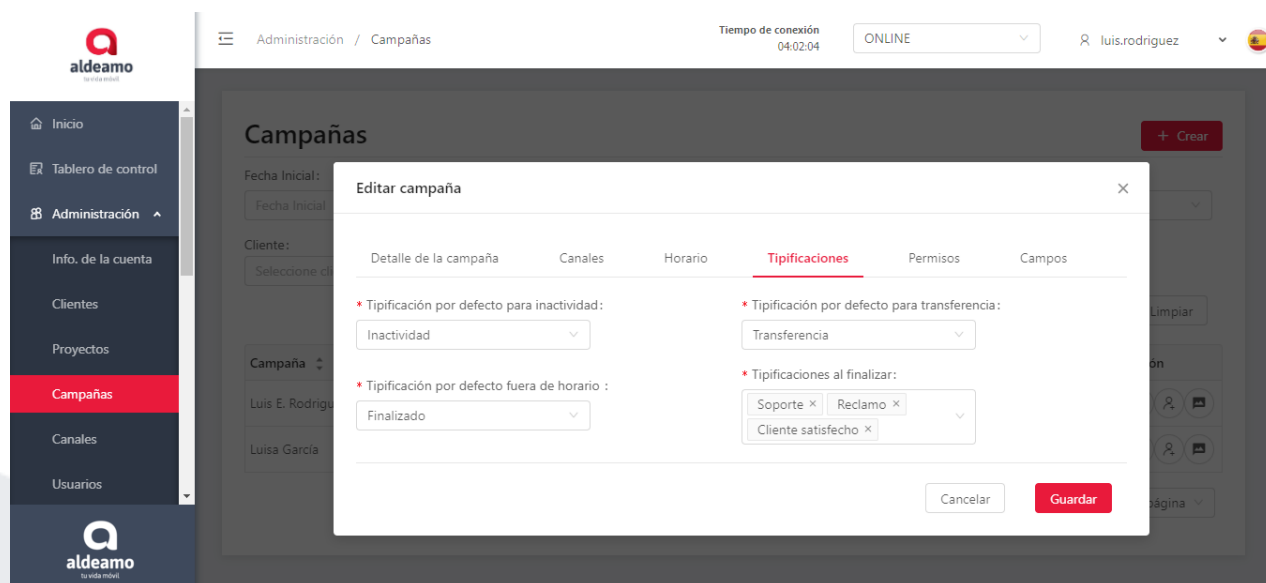 aldeamo
tu vida móvil
Administración / Campañas
Tiempo de conexión
04:02:04
ONLINE
luis.rodriguez
Inicio
Tablero de control
Administración
Info. de la cuenta
Clientes
Proyectos
Campañas
Canales
Usuarios
aldeamo
tu vida móvil
Campañas
+ Crear
Fecha Inicial:
Fecha Inicial
Cliente:
Seleccione cli
Limpiar
Campaña
ón
Luis E. Rodrigu
Luisa García
página
Editar campaña
Detalle de la campaña Canales Horario Tipificaciones Permisos Campos
* Tipificación por defecto para inactividad:
Inactividad
* Tipificación por defecto para transferencia:
Transferencia
* Tipificación por defecto fuera de horario :
Finalizado
* Tipificaciones al finalizar:
Soporte × Reclamo ×
Cliente satisfecho ×
Cancelar Guardar